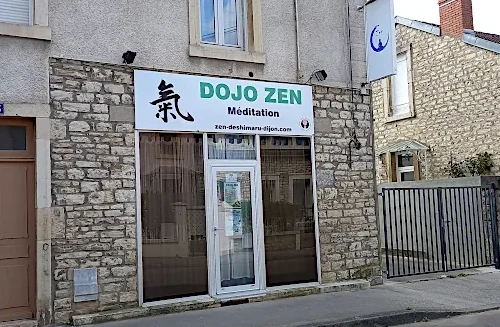 氣
DOJO ZEN
Méditation
zen-deshimaru-dijon.com